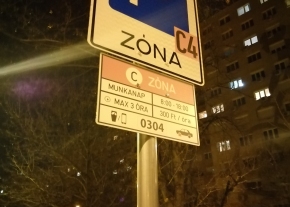 C4
ZÓNA
C ZÓNA
MUNKANAP 8:00 - 18:00
MAX 3 ÓRA 300 Ft / óra
0304